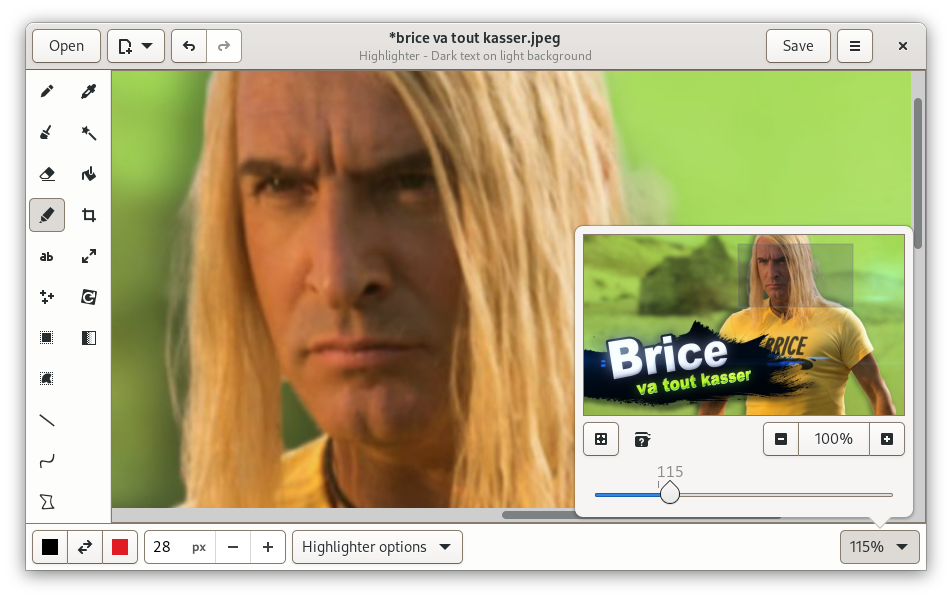 Open
*brice va tout kasser.jpeg
Highlighter - Dark text on light background
Save
ab
BRICE
Brice
va tout kasser
100%
115
28 px
Highlighter options
115%